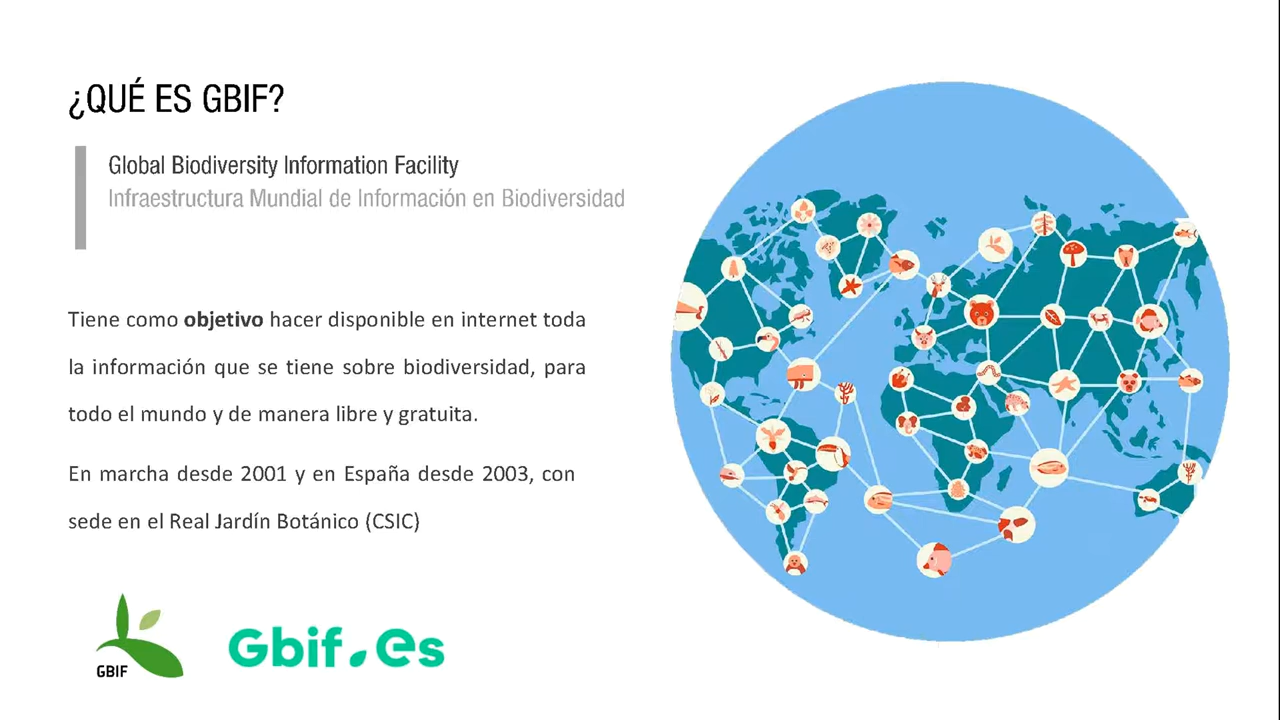 ¿QUÉ ES GBIF?
Global Biodiversity Information Facility
Infraestructura Mundial de Información en Biodiversidad
Tiene como objetivo hacer disponible en internet toda
la información que se tiene sobre biodiversidad, para
todo el mundo y de manera libre y gratuita.
En marcha desde 2001 y en España desde 2003, con
sede en el Real Jardín Botánico (CSIC)
GBIF
Gbif.es